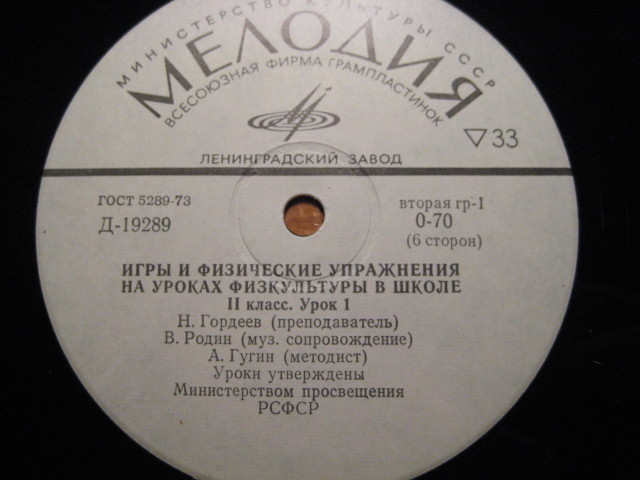 МИНИСТЕРСТВО КУЛЬТУРЫ СССР
МЕЛОДИЯ
ВСЕСОЮЗНАЯ ФИРМА ГРАМПЛАСТИНОК
33
ЛЕНИНГРАДСКИЙ ЗАВОД
ГОСТ 5289-73
Д-19289
вторая гр-I
0-70
(6 сторон)
ИГРЫ И ФИЗИЧЕСКИЕ УПРАЖНЕНИЯ
НА УРОКАХ ФИЗКУЛЬТУРЫ В ШКОЛЕ
II класс. Урок 1
Н. Гордеев (преподаватель)
В. Родин (муз. сопровождение)
А. Гугин (методист)
Уроки утверждены
Министерством просвещения
РСФСР